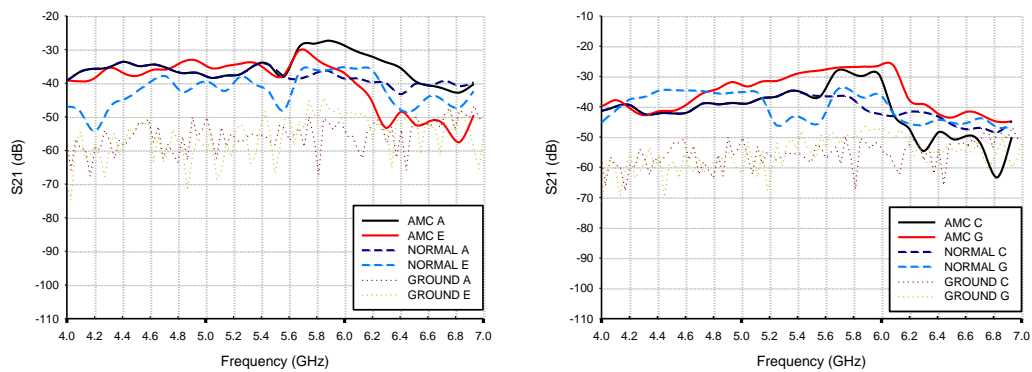 -20
-30
-40
-50
-60
-70
-80
-90
-100
-110
S21 (dB)
4.0 4.2 4.4 4.6 4.8 5.0 5.2 5.4 5.6 5.8 6.0 6.2 6.4 6.6 6.8 7.0
Frequency (GHz)
AMC A
AMC E
NORMAL A
NORMAL E
GROUND A
GROUND E
-10
-20
-30
-40
-50
-60
-70
-80
-90
-100
-110
S21 (dB)
4.0 4.2 4.4 4.6 4.8 5.0 5.2 5.4 5.6 5.8 6.0 6.2 6.4 6.6 6.8 7.0
Frequency (GHz)
AMC C
AMC G
NORMAL C
NORMAL G
GROUND C
GROUND G